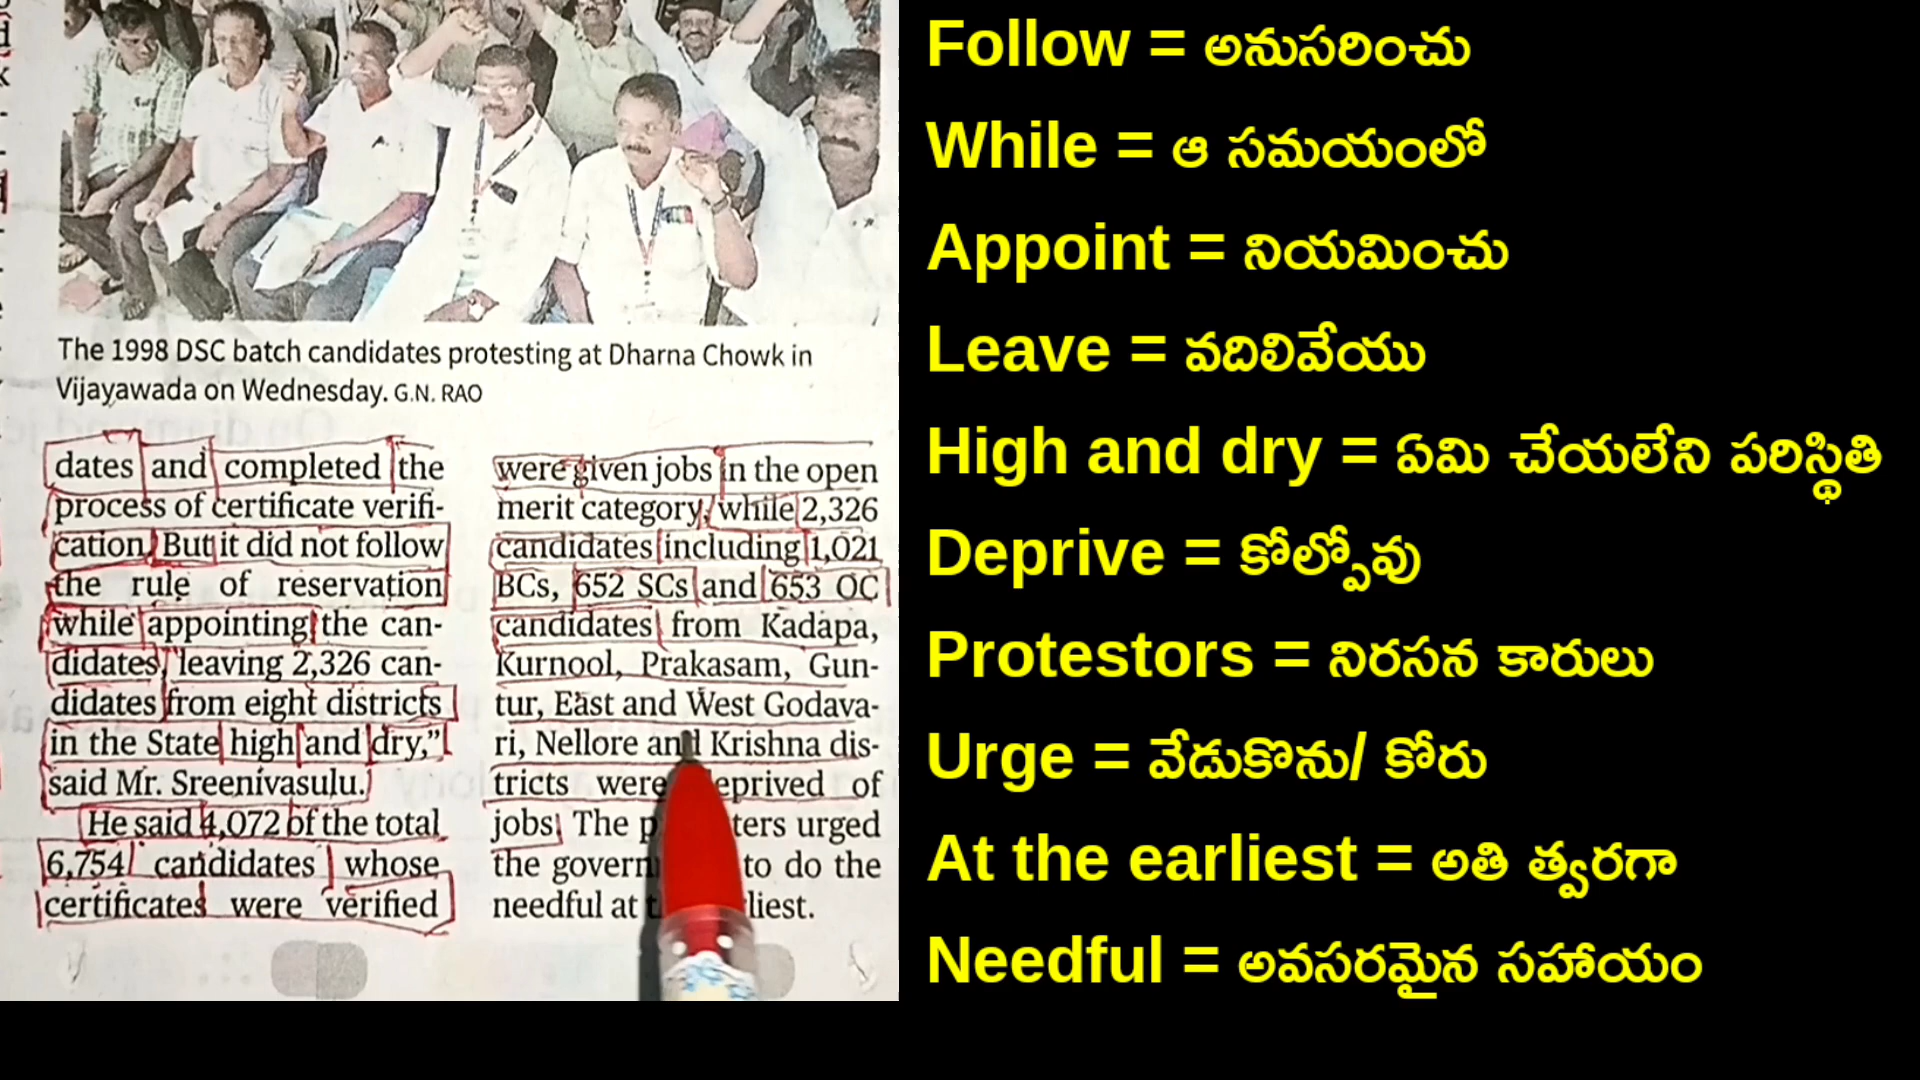 The 1998 DSC batch candidates protesting at Dharna Chowk in
Vijayawada on Wednesday. G.N. RAO
dates and completed the
process of certificate verifi-
cation. But it did not follow
the rule of reservation
while appointing the can-
didates, leaving 2,326 can-
didates from eight districts
in the State high and dry,”
said Mr. Sreenivasulu.
He said 4,072 of the total
6,754 candidates whose
certificates were verified
were given jobs in the open
merit category, while 2,326
candidates including 1,021
BCs, 652 SCs and 653 OC
candidates from Kadapa,
Kurnool, Prakasam, Gun-
tur, East and West Godava-
ri, Nellore and Krishna dis-
tricts were deprived of
jobs. The urged
the to do the
needful at
Follow = అనుసరించు
While = ఆ సమయంలో
Appoint = నియమించు
Leave = వదిలివేయు
High and dry = ఏమి చేయలేని పరిస్థితి
Deprive = కోల్పోవు
Protestors = నిరసన కారులు
Urge = వేడుకొను/ కోరు
At the earliest = అతి త్వరగా
Needful = అవసరమైన సహాయం